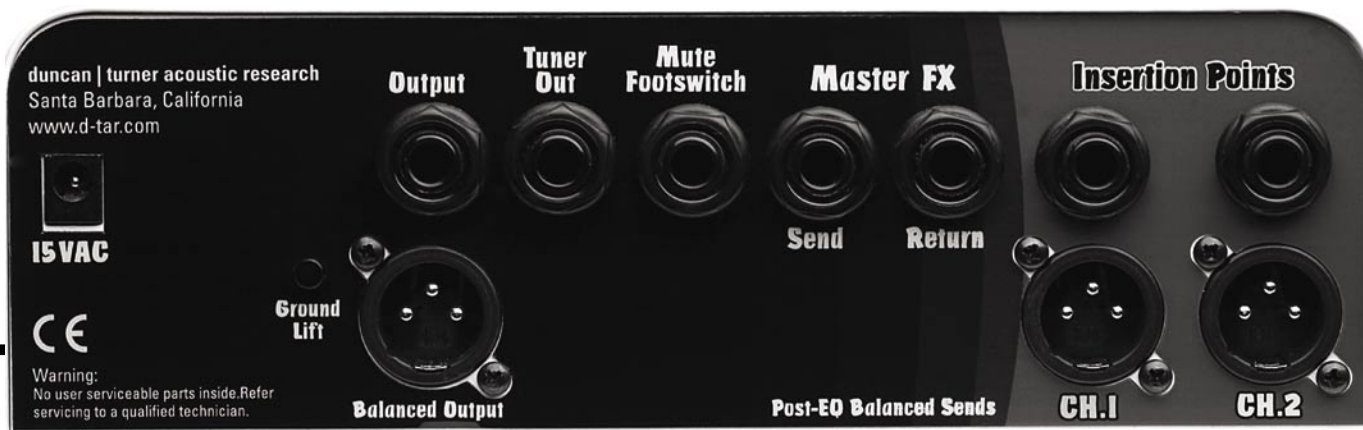 duncan | turner acoustic research
Santa Barbara, California
www.d-tar.com
15VAC
Warning:
No user serviceable parts inside.Refer
servicing to a qualified technician.
Ground
Lift
Output
Tuner
Out
Mute
Footswitch
Master FX
Send
Return
Balanced Output
Post-EQ Balanced Sends
Insertion Points
CH.1
CH.2
CE